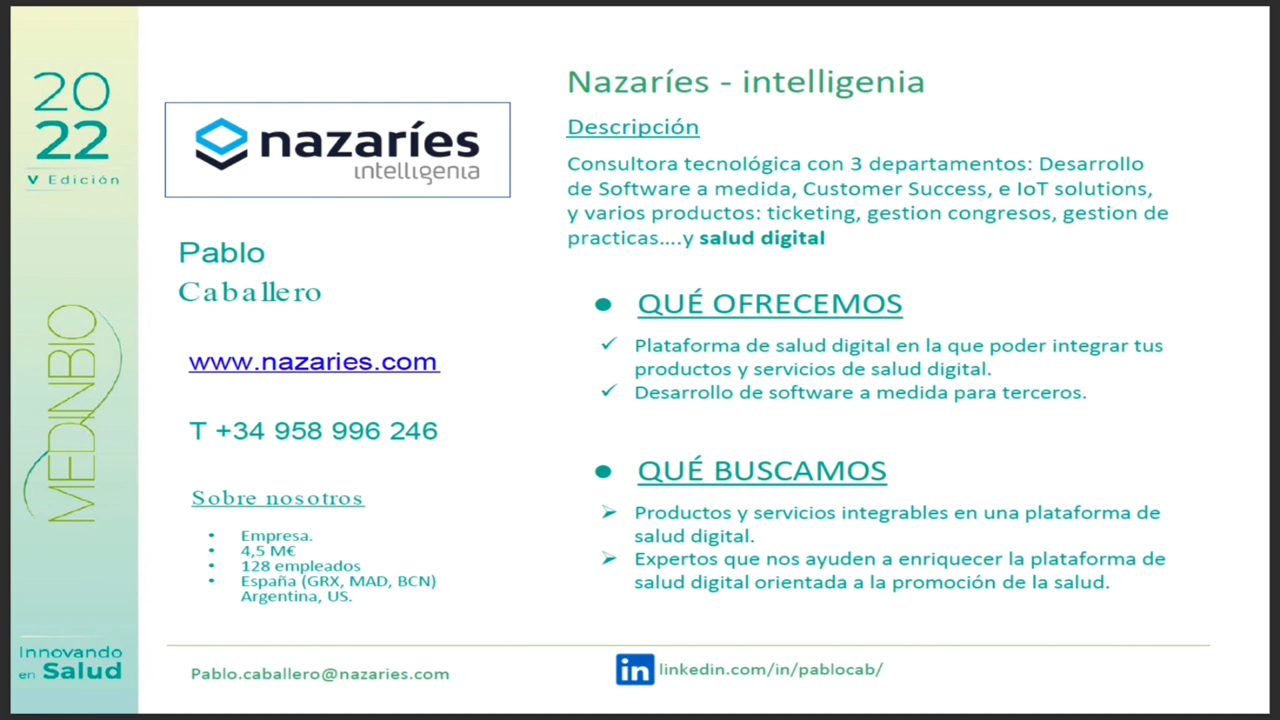 20
22
V Edición
MEDINBIO
Innovando
en Salud
nazaríes
intelligenia
Pablo
Caballero
www.nazaries.com
T +34 958 996 246
Sobre nosotros
• Empresa.
• 4,5 M€
• 128 empleados
• España (GRX, MAD, BCN)
Argentina, US.
Nazaríes - intelligenia
Descripción
Consultora tecnológica con 3 departamentos: Desarrollo
de Software a medida, Customer Success, e IoT solutions,
y varios productos: ticketing, gestion congresos, gestion de
practicas....y salud digital
● QUÉ OFRECEMOS
✓ Plataforma de salud digital en la que poder integrar tus
productos y servicios de salud digital.
✓ Desarrollo de software a medida para terceros.
● QUÉ BUSCAMOS
➢ Productos y servicios integrables en una plataforma de
salud digital.
➢ Expertos que nos ayuden a enriquecer la plataforma de
salud digital orientada a la promoción de la salud.
Pablo.caballero@nazaries.com
in linkedin.com/in/pablocab/